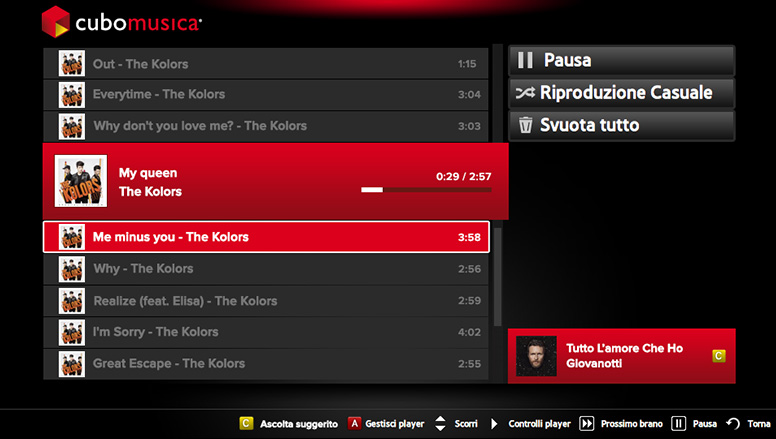 cubomusica
Out - The Kolors 1:15
Everytime - The Kolors 3:04
Why don't you love me? - The Kolors 3:03
My queen
The Kolors
0:29 / 2:57
Me minus you - The Kolors 3:58
Why - The Kolors 2:56
Realize (feat. Elisa) - The Kolors 2:59
I'm Sorry - The Kolors 4:02
Great Escape - The Kolors 2:55
Pausa
Riproduzione Casuale
Svuota tutto
Tutto L'amore Che Ho
Giovanotti
C
C Ascolta suggerito A Gestisci player Scorri Controlli player Prossimo brano Pausa Torna